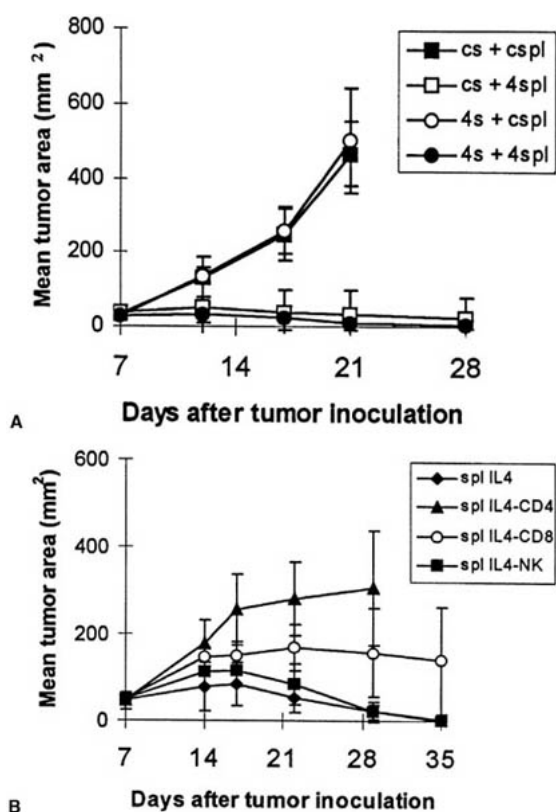 Mean tumor area (mm 2)
800
600
400
200
0
7
14
21
28
cs + cspl
cs + 4spl
4s + cspl
4s + 4spl
Days after tumor inoculation
A
Mean tumor area (mm2)
600
400
200
0
7
14
21
28
35
spl IL4
spl IL4-CD4
spl IL4-CD8
spl IL4-NK
Days after tumor inoculation
B